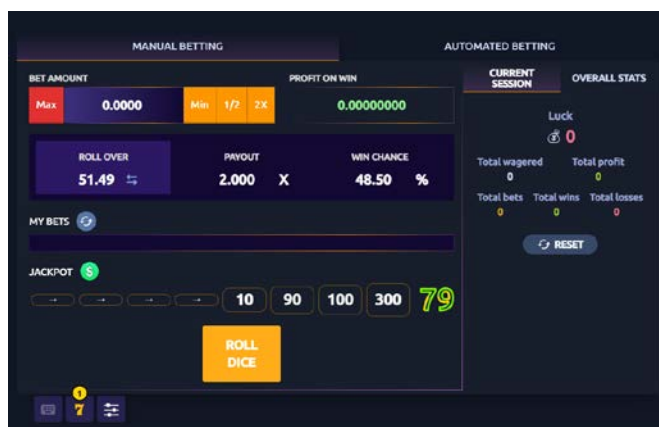 MANUAL BETTING
AUTOMATED BETTING
BET AMOUNT
PROFIT ON WIN
Max 0.0000 Min 1/2 2X
0.00000000
ROLL OVER PAYOUT WIN CHANCE
51.49 2.000 X 48.50 %
MY BETS
JACKPOT S
10 90 100 300 79
ROLL
DICE
1
7
CURRENT
SESSION
OVERALL STATS
Luck
0
Total wagered Total profit
0 0
Total bets Total wins Total losses
0 0 0
RESET